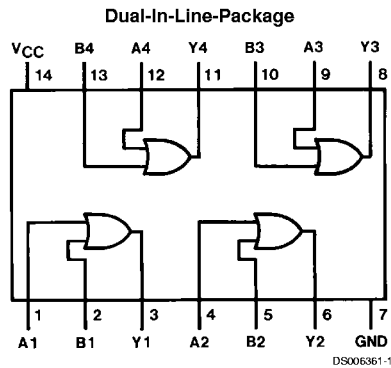 Dual-In-Line-Package
VCC B4 A4 Y4 B3 A3 Y3
14 13 12 11 10 9 8
1 2 3 4 5 6 7
A1 B1 Y1 A2 B2 Y2 GND
DS006361-1